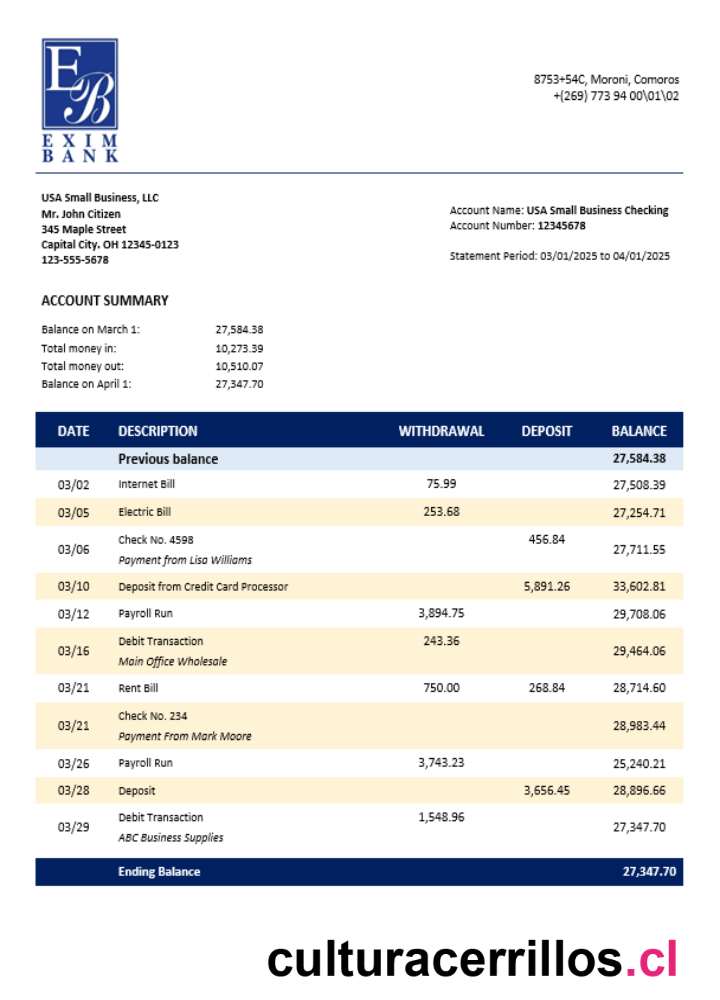 EB
EXIM
BANK
8753+54C, Moroni, Comoros
+(269) 773 94 00\01\02
USA Small Business, LLC
Mr. John Citizen
345 Maple Street
Capital City. OH 12345-0123
123-555-5678
Account Name: USA Small Business Checking
Account Number: 12345678
Statement Period: 03/01/2025 to 04/01/2025
ACCOUNT SUMMARY
Balance on March 1: 27,584.38
Total money in: 10,273.39
Total money out: 10,510.07
Balance on April 1: 27,347.70
DATE DESCRIPTION WITHDRAWAL DEPOSIT BALANCE
Previous balance 27,584.38
03/02 Internet Bill 75.99 27,508.39
03/05 Electric Bill 253.68 27,254.71
03/06 Check No. 4598 456.84 27,711.55
Payment from Lisa Williams
03/10 Deposit from Credit Card Processor 5,891.26 33,602.81
03/12 Payroll Run 3,894.75 29,708.06
03/16 Debit Transaction 243.36 29,464.06
Main Office Wholesale
03/21 Rent Bill 750.00 268.84 28,714.60
03/21 Check No. 234 28,983.44
Payment From Mark Moore
03/26 Payroll Run 3,743.23 25,240.21
03/28 Deposit 3,656.45 28,896.66
03/29 Debit Transaction 1,548.96 27,347.70
ABC Business Supplies
Ending Balance 27,347.70
culturacerrillos.cl